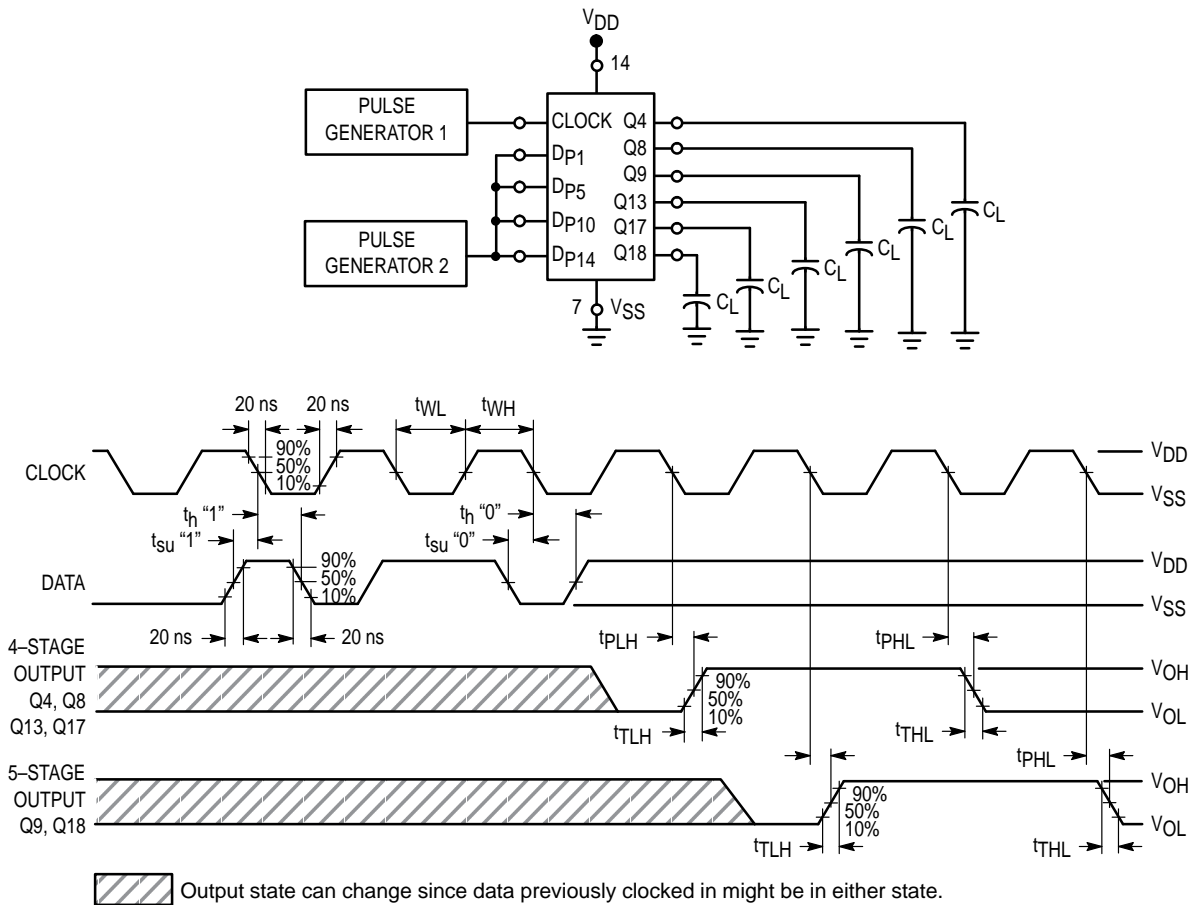 VDD
14
PULSE
GENERATOR 1
CLOCK Q4
DP1 Q8
DP5 Q9
DP10 Q13
Q17
DP14 Q18
PULSE
GENERATOR 2
CL
CL
CL
CL
CL
CL
7 VSS
20 ns 20 ns tWL tWH
CLOCK
90%
50%
10%
VDD
VSS
th “1” th “0”
tsu “1” tsu “0”
DATA
90%
50%
10%
VDD
VSS
20 ns 20 ns
tPLH tPHL
4–STAGE
OUTPUT
Q4, Q8
Q13, Q17
90%
50%
10%
VOH
VOL
tTLH tTHL
tPHL
5–STAGE
OUTPUT
Q9, Q18
90%
50%
10%
90%
50%
10%
VOH
VOL
tTLH tTHL
Output state can change since data previously clocked in might be in either state.